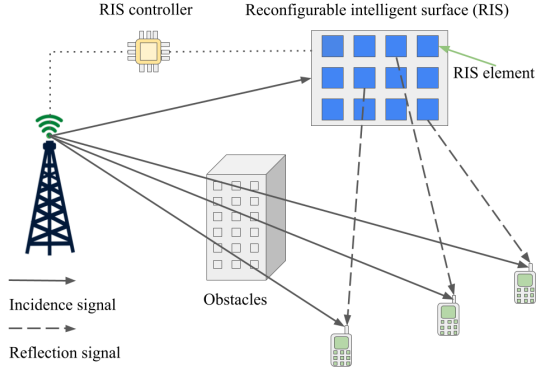 RIS controller
Reconfigurable intelligent surface (RIS)
RIS element
Obstacles
Incidence signal
Reflection signal